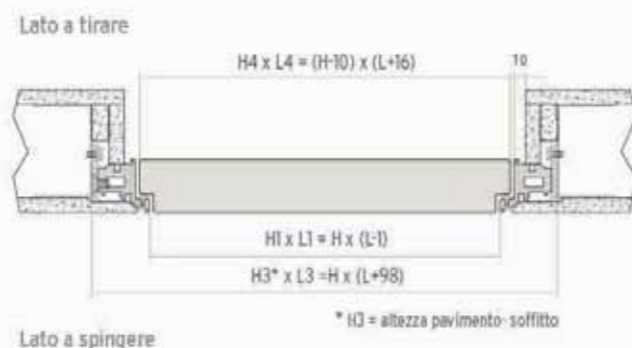 Lato a tirare
H4 x L4 = (H-10) x (L+16)
10
H1 x L1 = H x (L-1)
H3* x L3 =H x (L+98)
* H3 = altezza pavimento- soffitto
Lato a spingere